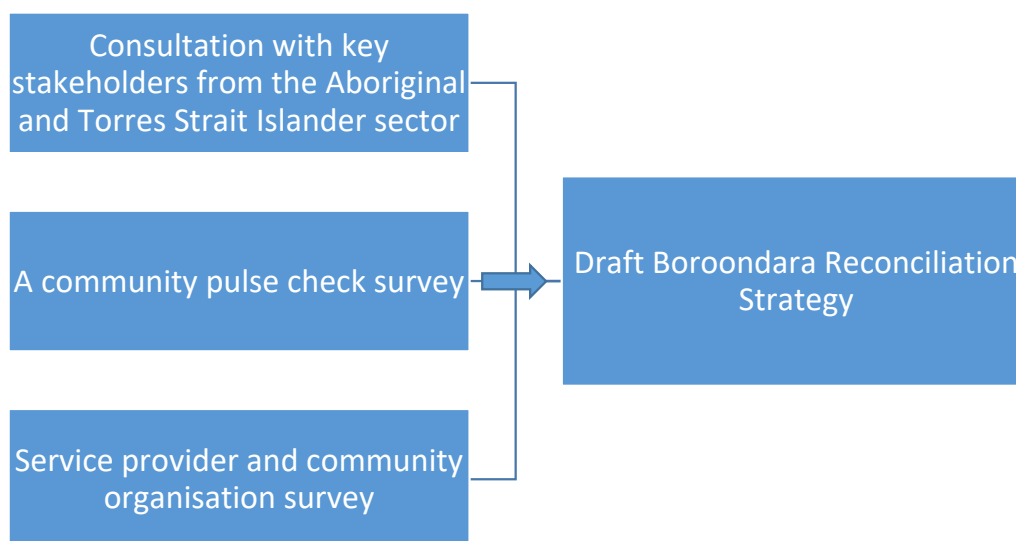 Consultation with key
stakeholders from the Aboriginal
and Torres Strait Islander sector
A community pulse check survey
Service provider and community
organisation survey
Draft Boroondara Reconciliation
Strategy